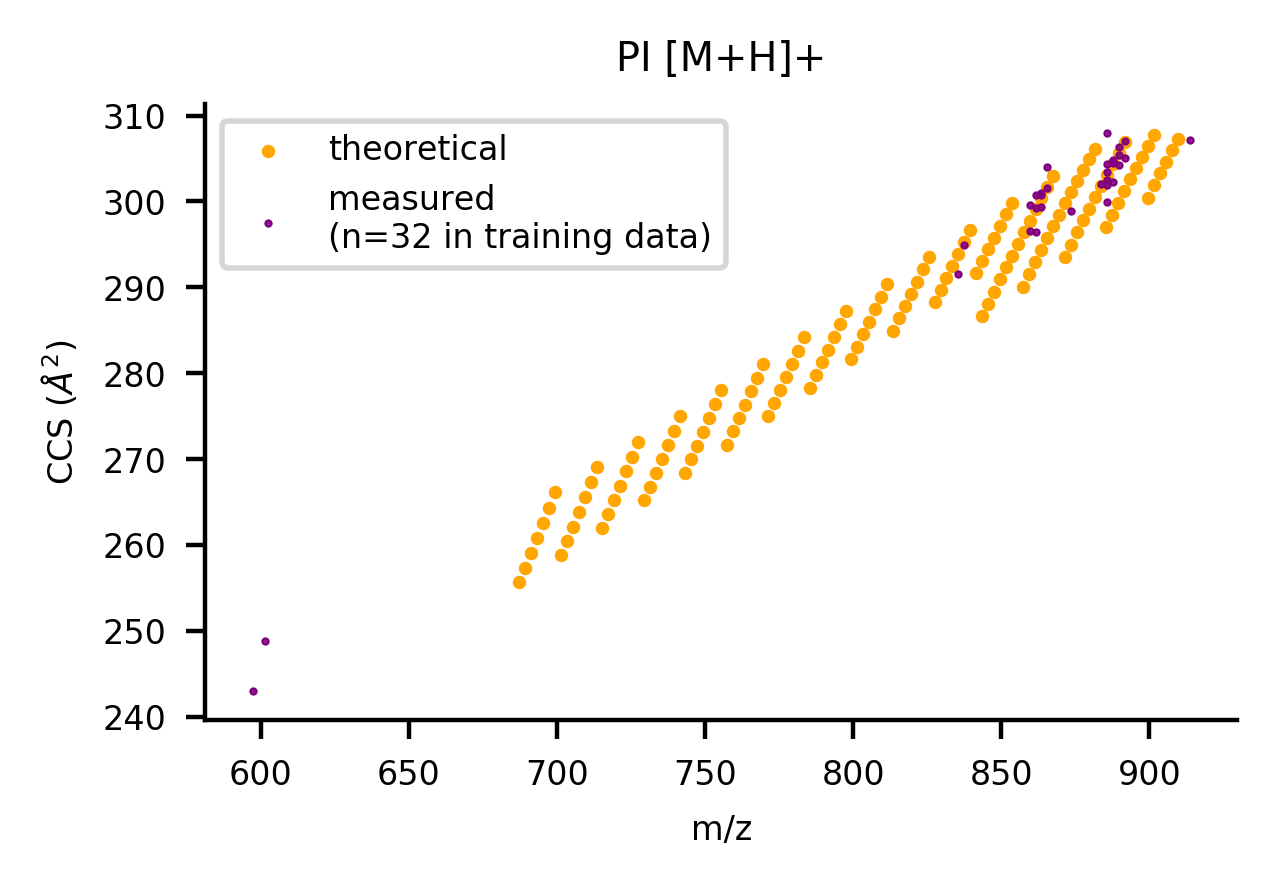 PI [M+H]+
theoretical
measured
(n=32 in training data)
CCS (Å²)
310
300
290
280
270
260
250
240
600
650
700
750
800
850
900
m/z